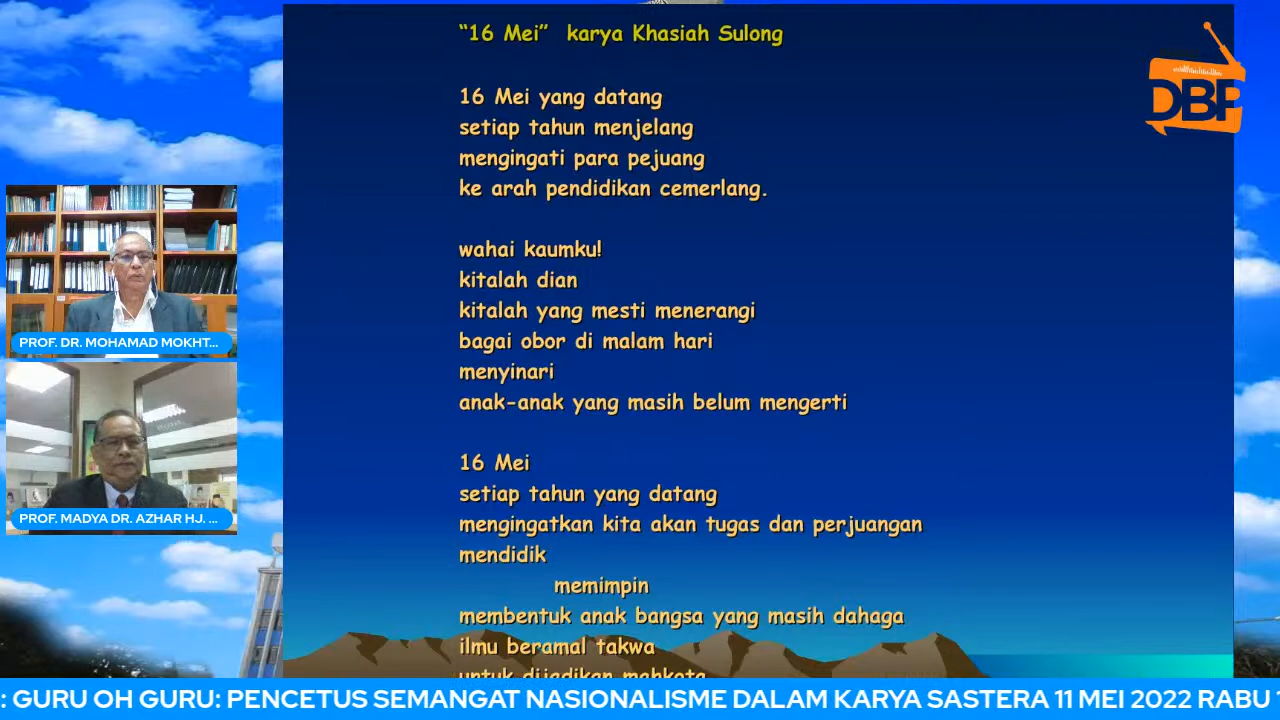 “16 Mei” karya Khasiah Sulong
16 Mei yang datang
setiap tahun menjelang
mengingati para pejuang
ke arah pendidikan cemerlang.
wahai kaumku!
kitalah dian
kitalah yang mesti menerangi
bagai obor di malam hari
menyinari
anak-anak yang masih belum mengerti
16 Mei
setiap tahun yang datang
mengingatkan kita akan tugas dan perjuangan
mendidik
memimpin
membentuk anak bangsa yang masih dahaga
ilmu beramal takwa
untuk dijadikan mahkota
DBP
PROF. DR. MOHAMAD MOKHT...
PROF. MADYA DR. AZHAR HJ. ...
: GURU OH GURU: PENCETUS SEMANGAT NASIONALISME DALAM KARYA SASTERA 11 MEI 2022 RABU